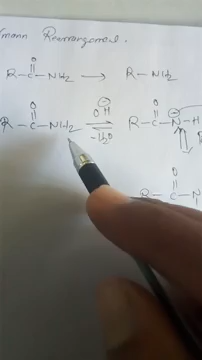 mann Rearrangement.
R-C(=O)-NH2 → R-NH2
R-C(=O)-NH2 ⇌ (⊖OH, -H2O) R-C(=O)-N⊖-H
R-C(=O)-N